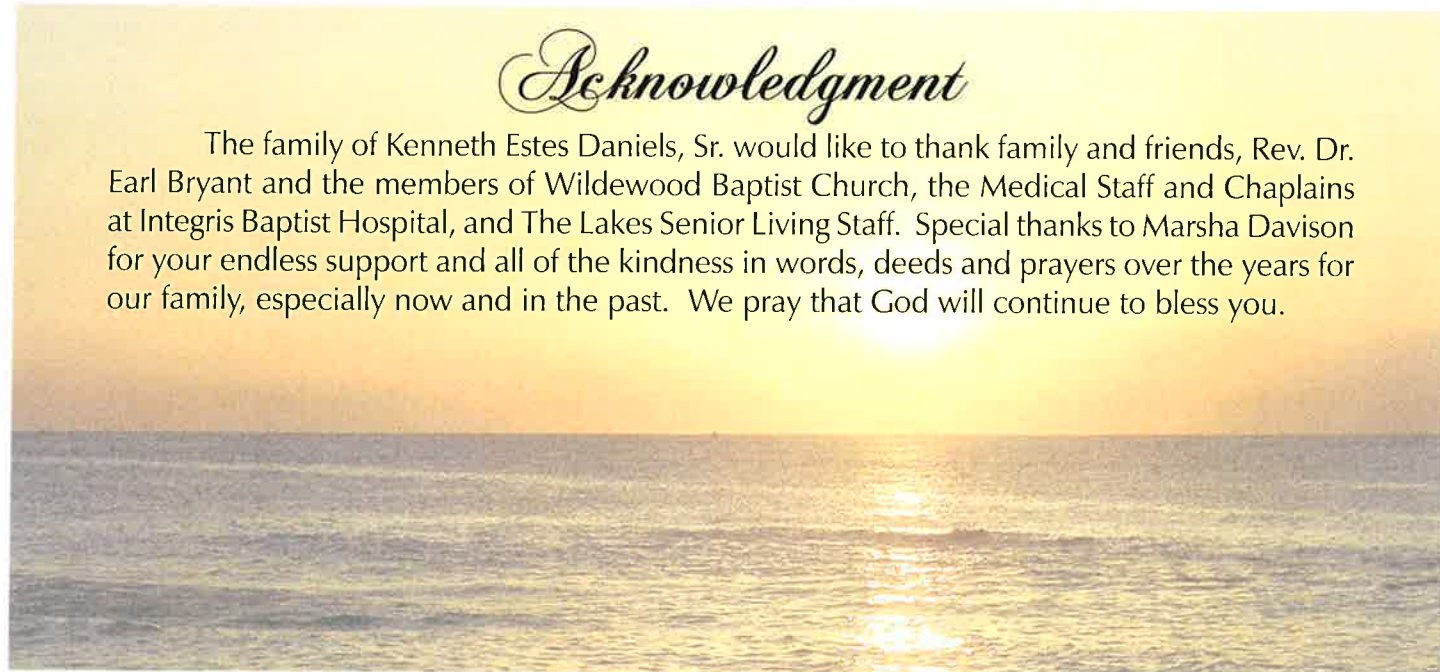 Acknowledgment
The family of Kenneth Estes Daniels, Sr. would like to thank family and friends, Rev. Dr.
Earl Bryant and the members of Wildewood Baptist Church, the Medical Staff and Chaplains
at Integris Baptist Hospital, and The Lakes Senior Living Staff.  Special thanks to Marsha Davison
for your endless support and all of the kindness in words, deeds and prayers over the years for
our family, especially now and in the past.  We pray that God will continue to bless you.